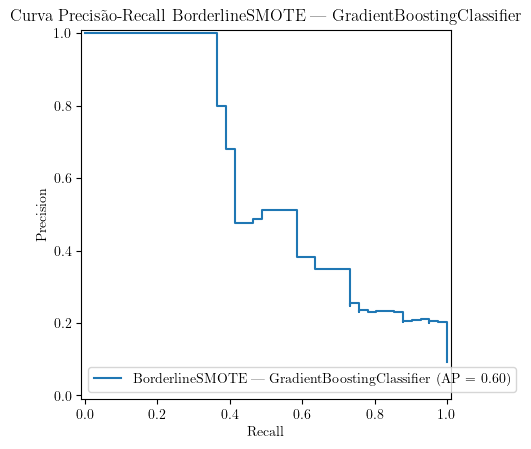 Curva Precisão-Recall BorderlineSMOTE — GradientBoostingClassifier
1.0
0.8
0.6
0.4
0.2
0.0
Precision
BorderlineSMOTE — GradientBoostingClassifier (AP = 0.60)
0.0 0.2 0.4 0.6 0.8 1.0
Recall